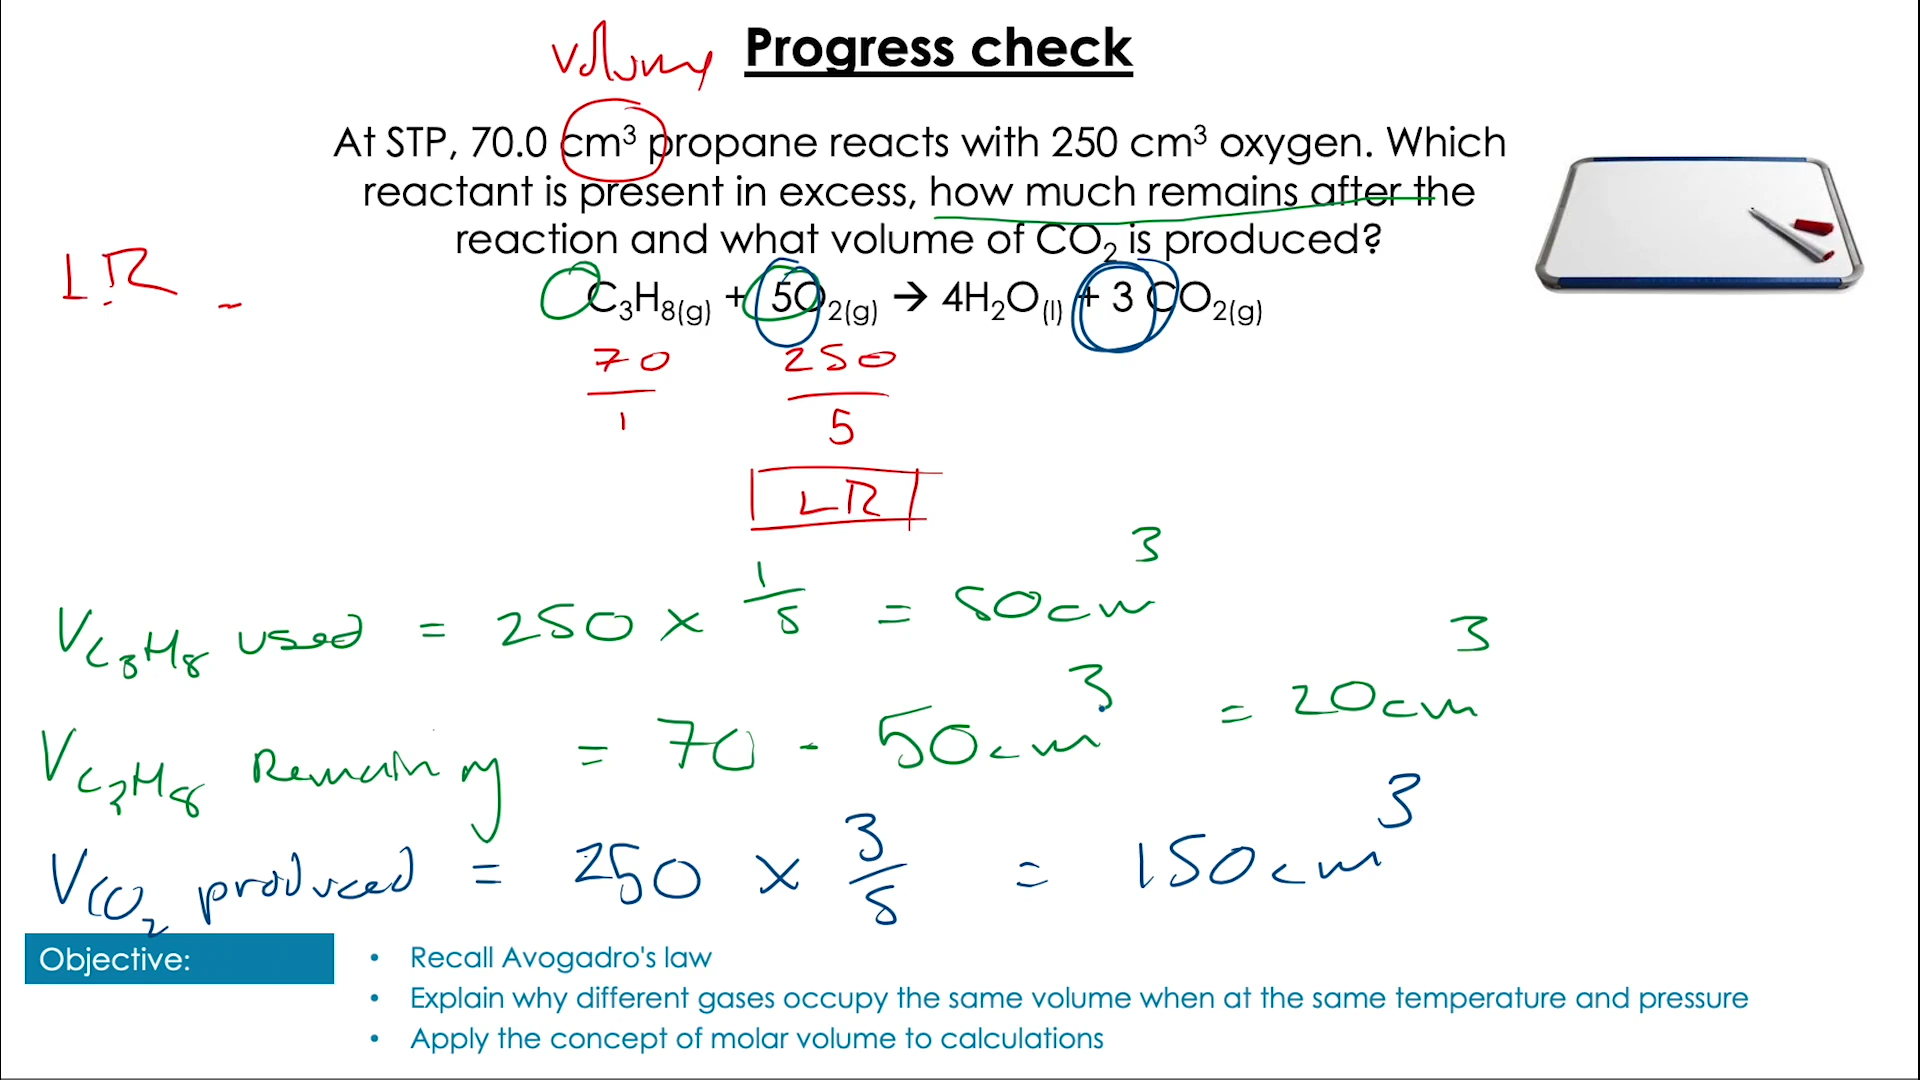 volume
Progress check
At STP, 70.0 cm³ propane reacts with 250 cm³ oxygen. Which
reactant is present in excess, how much remains after the
reaction and what volume of CO₂ is produced?
L.R -
C₃H₈(g) + 5O₂(g) → 4H₂O(l) + 3 CO₂(g)
70/1 250/5
LR
V C₃H₈ used = 250 × 1/5 = 50cm³
V C₃H₈ Remaining = 70 - 50cm³ = 20cm³
V CO₂ produced = 250 × 3/5 = 150cm³
Objective:
• Recall Avogadro's law
• Explain why different gases occupy the same volume when at the same temperature and pressure
• Apply the concept of molar volume to calculations